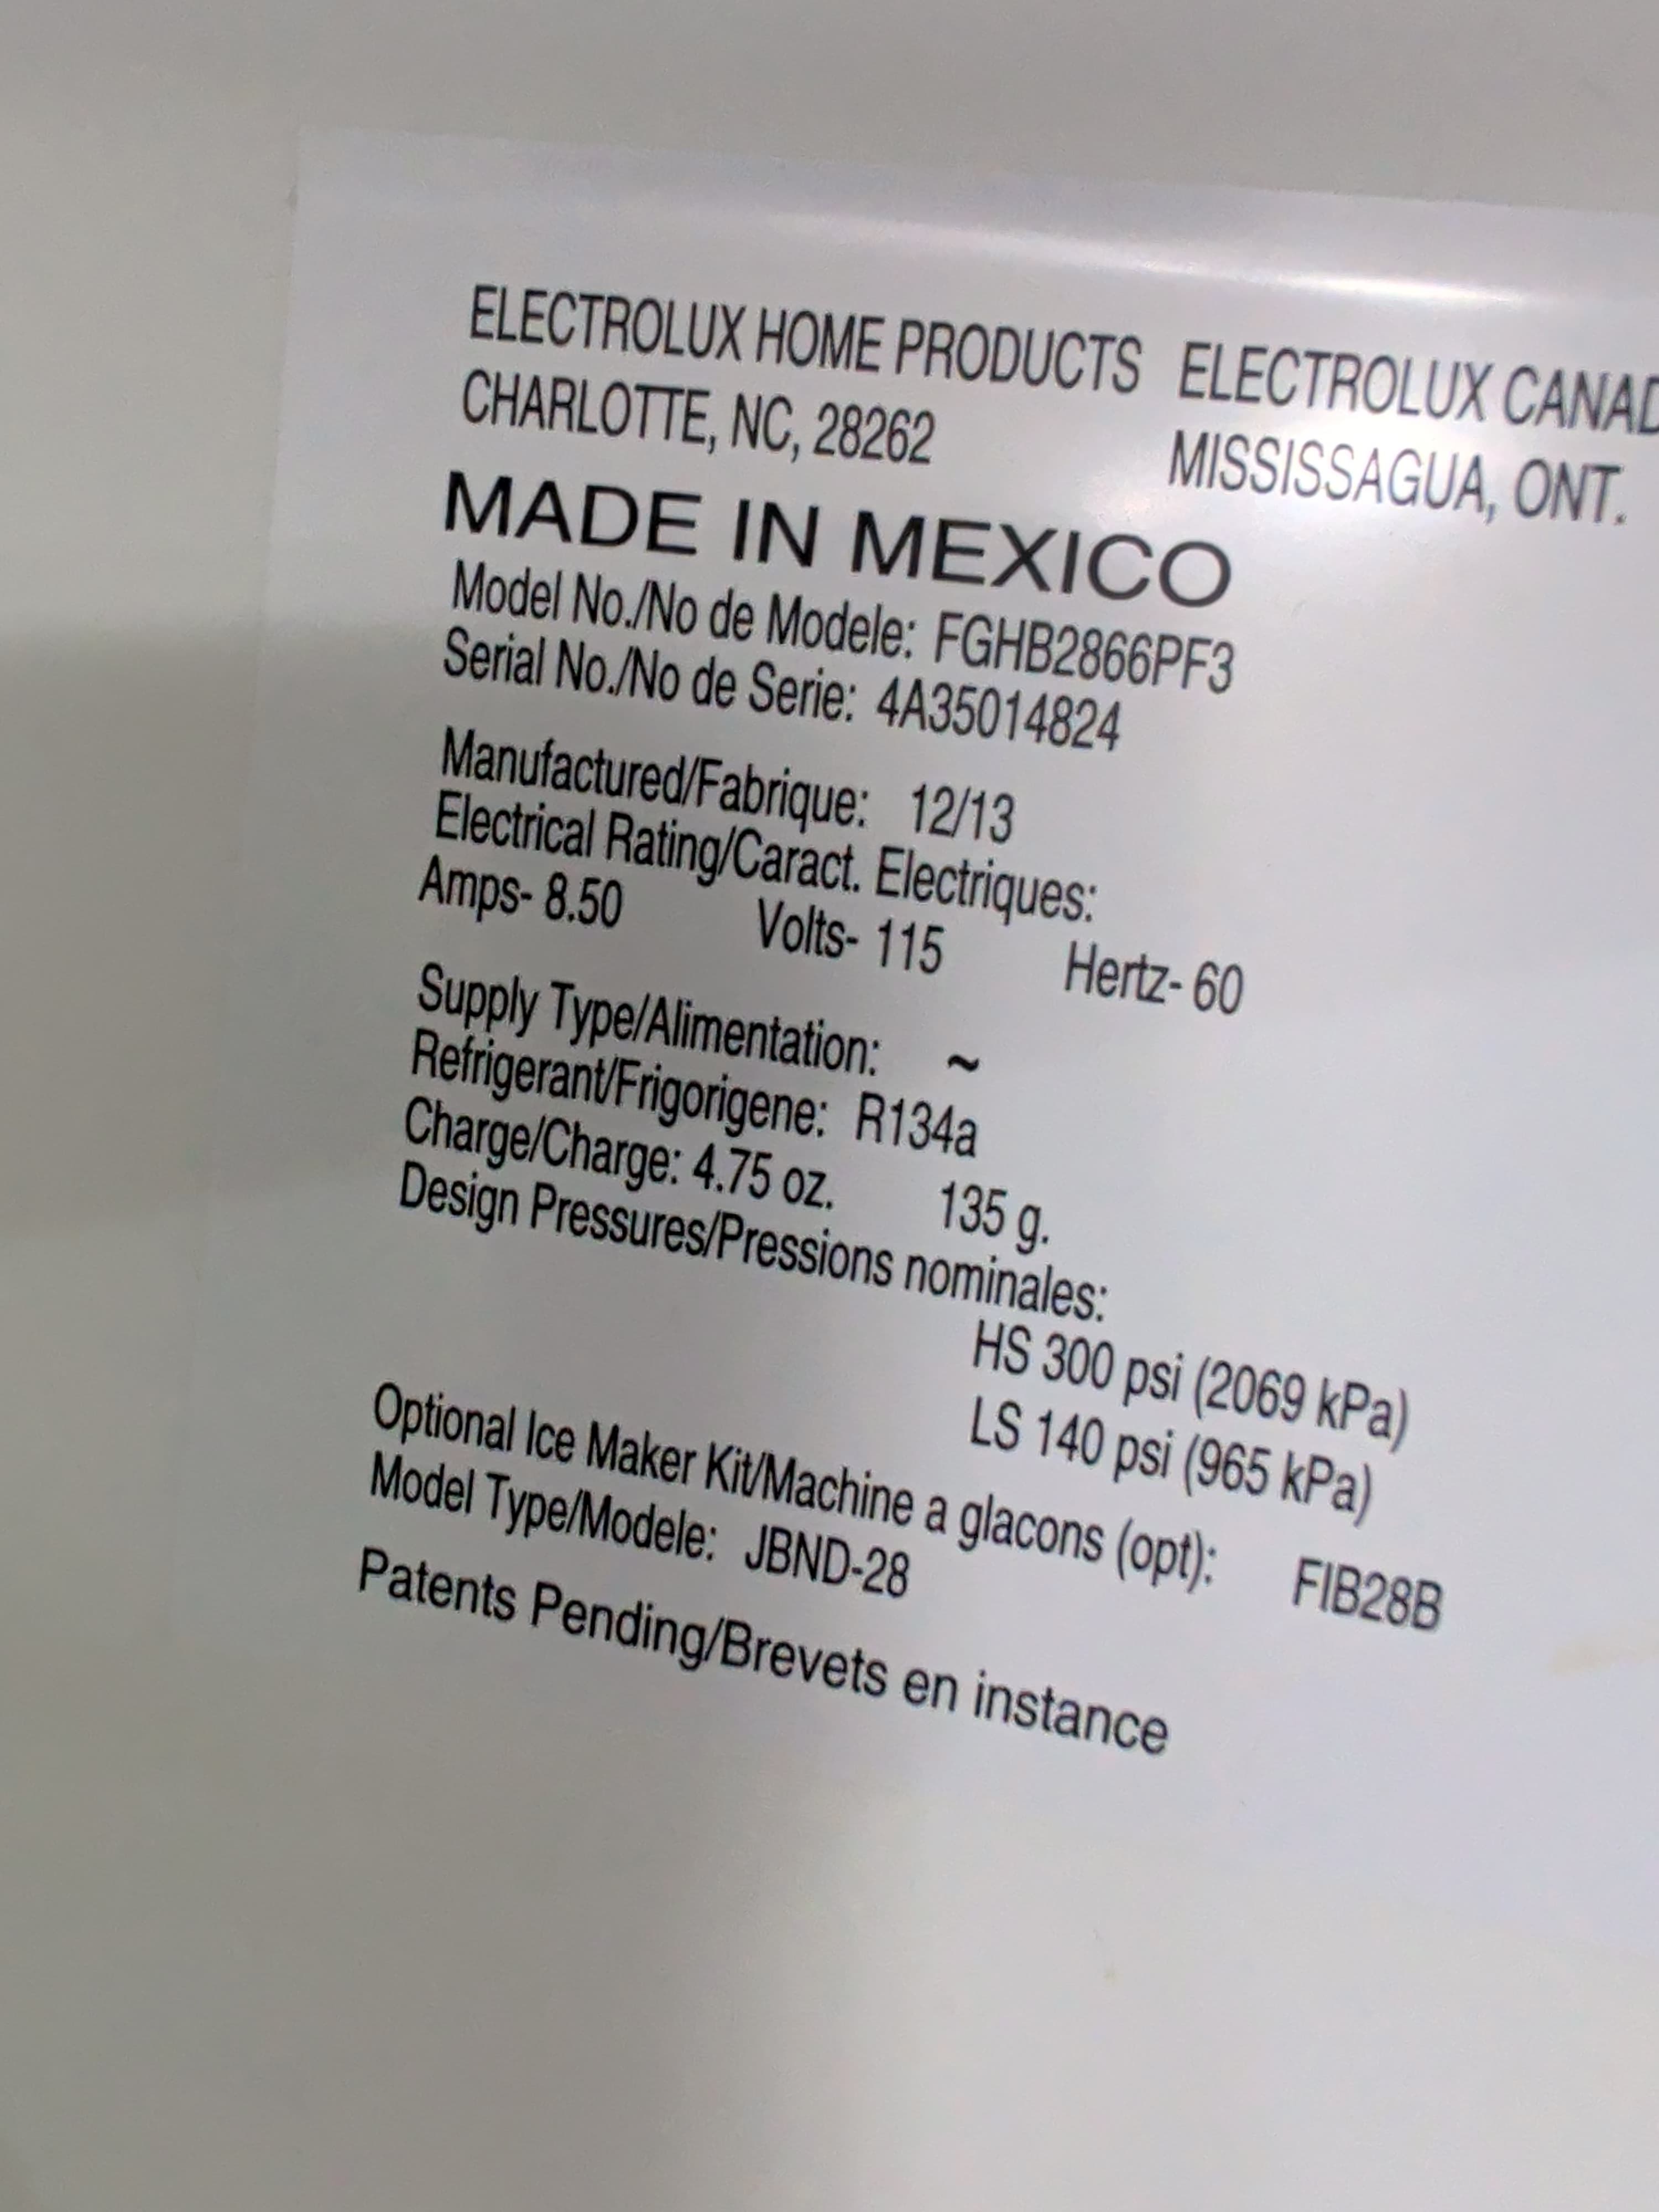 ELECTROLUX HOME PRODUCTS ELECTROLUX
CHARLOTTE, NC, 28262 MISSISSAGUA, ONT.
MADE IN MEXICO
Model No./No de Modele: FGHB2866PF3
Serial No./No de Serie: 4A35014824
Manufactured/Fabrique: 12/13
Electrical Rating/Caract. Electriques:
Amps- 8.50 Volts- 115 Hertz- 60
Supply Type/Alimentation: ~
Refrigerant/Frigorigene: R134a
Charge/Charge: 4.75 oz. 135 g.
Design Pressures/Pressions nominales:
HS 300 psi (2069 kPa)
LS 140 psi (965 kPa)
Optional Ice Maker Kit/Machine a glacons (opt): FIB28B
Model Type/Modele: JBND-28
Patents Pending/Brevets en instance